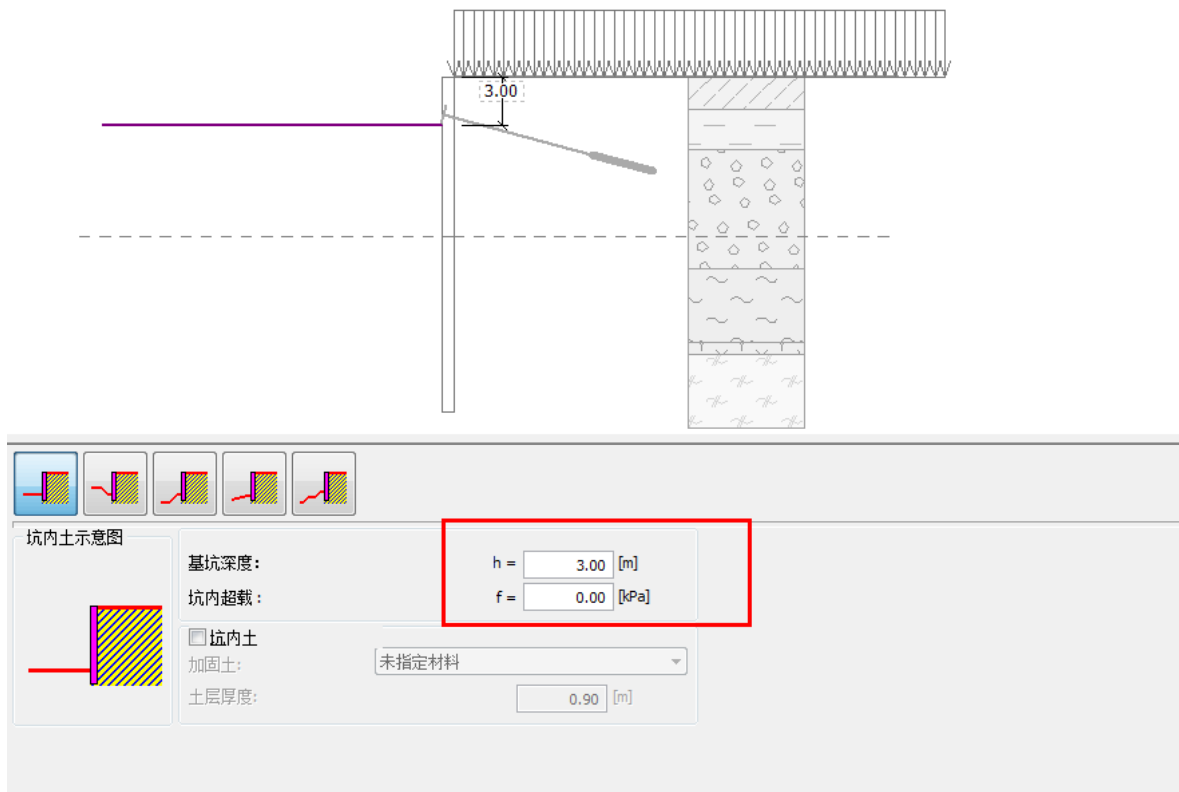 3.00
坑内土示意图
基坑深度: h = 3.00 [m]
坑内超载: f = 0.00 [kPa]
坑内土
加固土: 未指定材料
土层厚度: 0.90 [m]